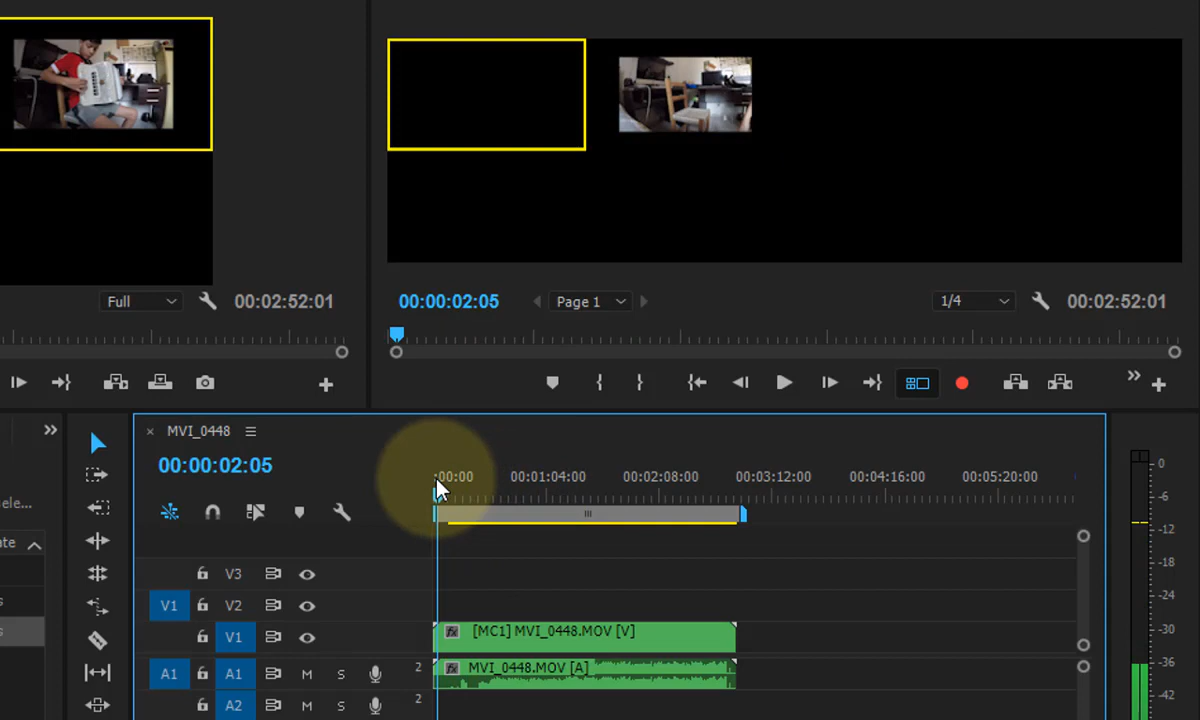 Full 00:02:52:01
00:00:02:05 Page 1 1/4 00:02:52:01
× MVI_0448
00:00:02:05
:00:00 00:01:04:00 00:02:08:00 00:03:12:00 00:04:16:00 00:05:20:00
sele...
ate
s
s
V3
V1 V2
V1 fx [MC1] MVI_0448.MOV [V]
A1 A1 M S 2 fx MVI_0448.MOV [A]
A2 M S 2
0
-6
-12
-18
-24
-30
-36
-42